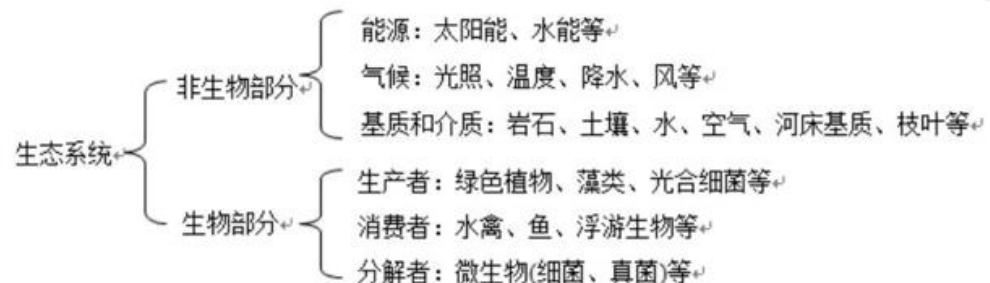 能源：太阳能、水能等
气候：光照、温度、降水、风等
非生物部分
基质和介质：岩石、土壤、水、空气、河床基质、枝叶等
生态系统
生产者：绿色植物、藻类、光合细菌等
生物部分
消费者：水禽、鱼、浮游生物等
分解者：微生物(细菌、真菌)等